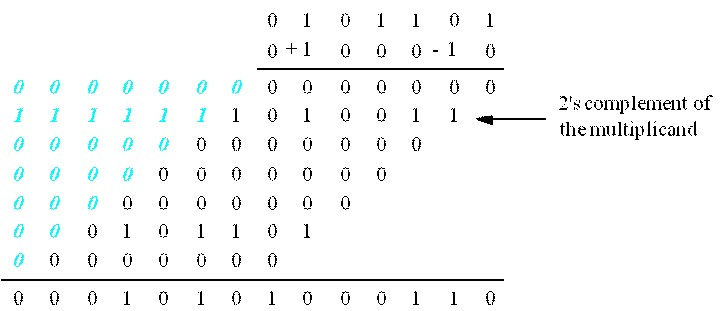 0 1 0 1 1 0 1
0 +1 0 0 0 -1 0
0 0 0 0 0 0 0 0 0 0 0 0 0 0
1 1 1 1 1 1 1 0 1 0 0 1 1
2's complement of
the multiplicand
0 0 0 0 0 0 0 0 0 0 0 0
0 0 0 0 0 0 0 0 0 0 0
0 0 0 0 0 0 0 0 0 0
0 0 0 1 0 1 1 0 1
0 0 0 0 0 0 0 0
0 0 0 1 0 1 0 1 0 0 0 1 1 0